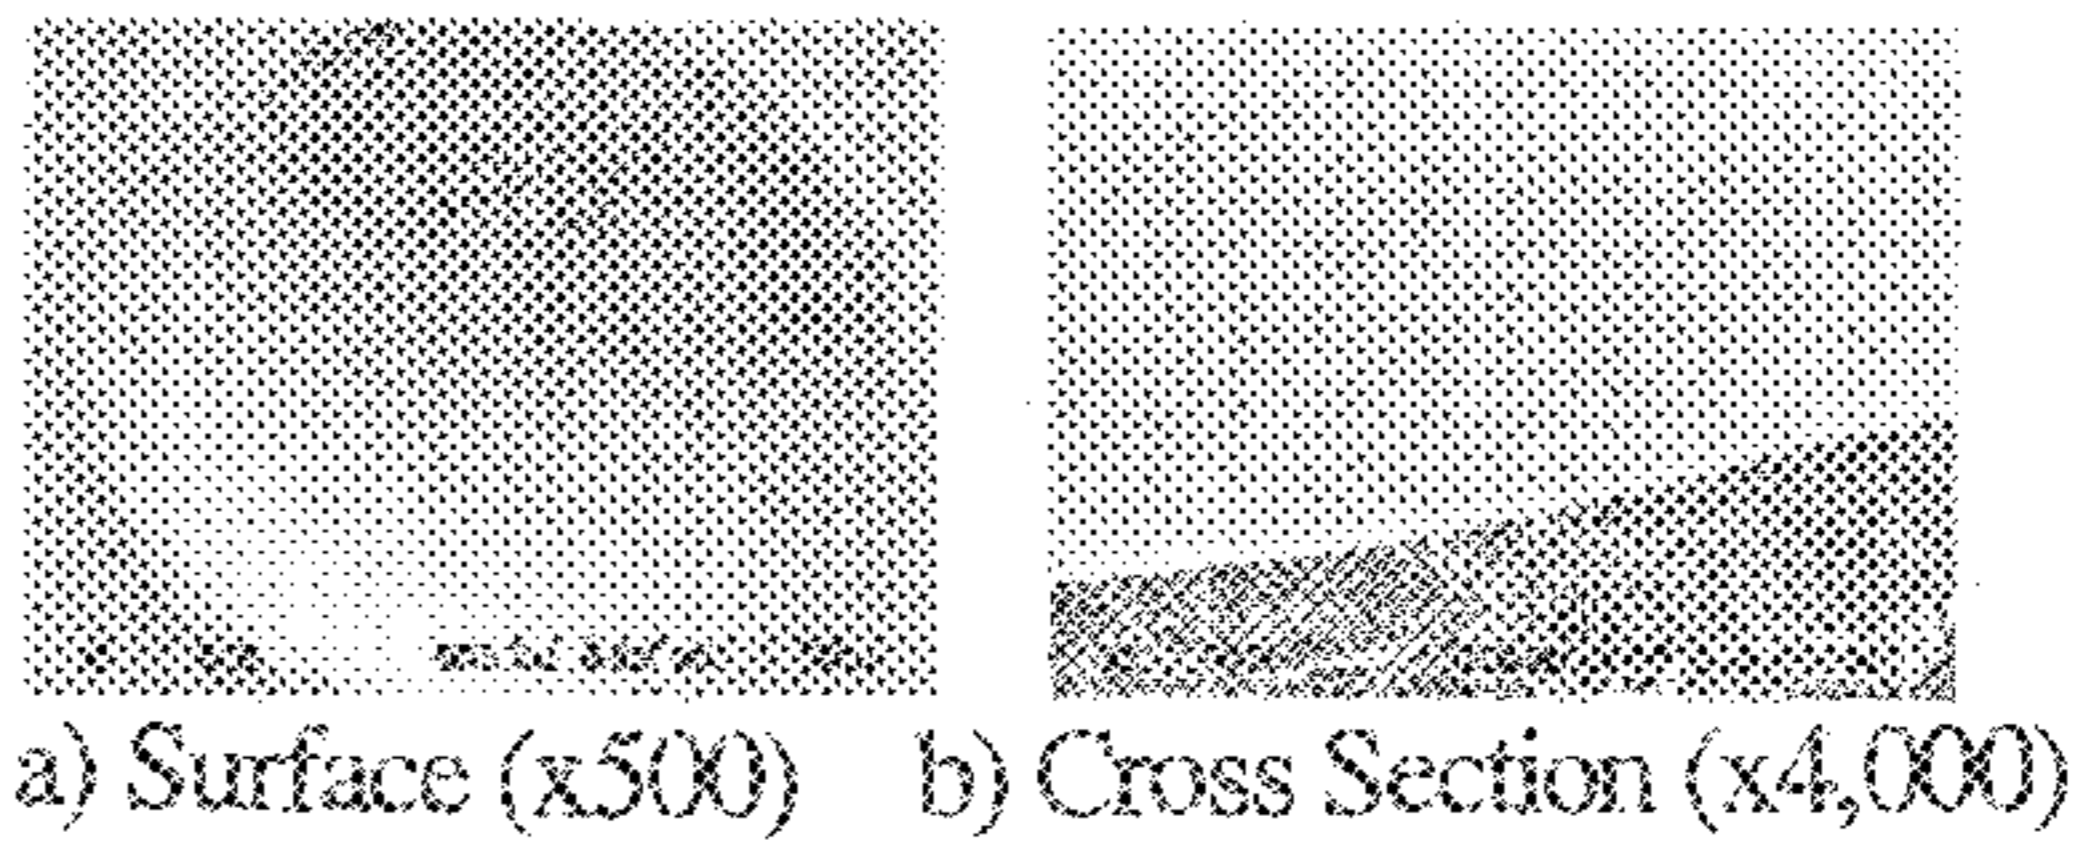 a) Surface (x500) b) Cross Section (x4,000)